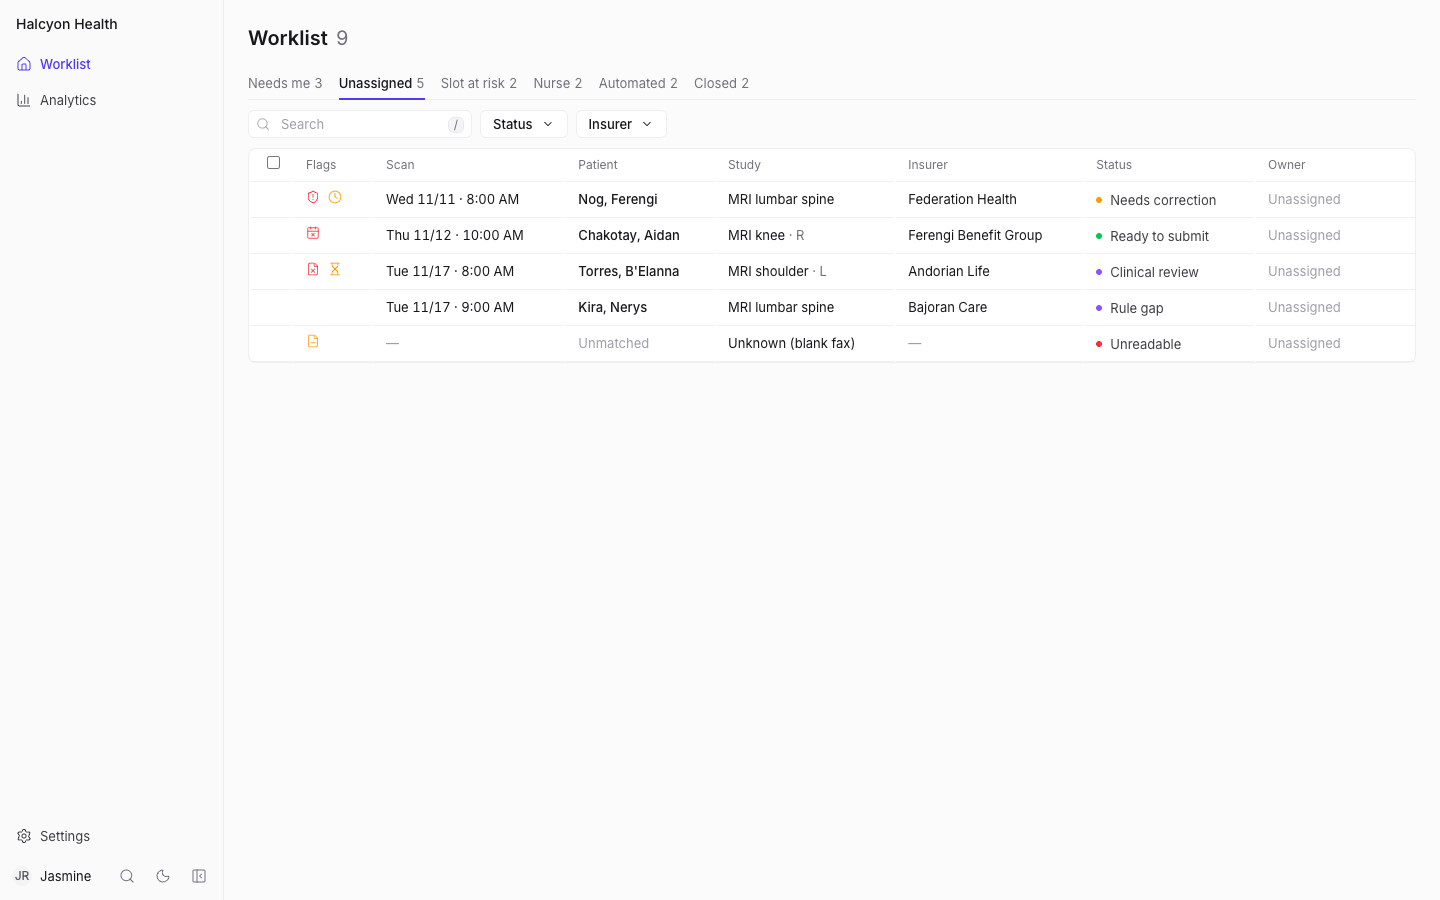 Halcyon Health
Worklist
Analytics
Worklist 9
Needs me 3 Unassigned 5 Slot at risk 2 Nurse 2 Automated 2 Closed 2
Search / Status Insurer
Flags Scan Patient Study Insurer Status Owner
Wed 11/11 · 8:00 AM Nog, Ferengi MRI lumbar spine Federation Health Needs correction Unassigned
Thu 11/12 · 10:00 AM Chakotay, Aidan MRI knee · R Ferengi Benefit Group Ready to submit Unassigned
Tue 11/17 · 8:00 AM Torres, B'Elanna MRI shoulder · L Andorian Life Clinical review Unassigned
Tue 11/17 · 9:00 AM Kira, Nerys MRI lumbar spine Bajoran Care Rule gap Unassigned
— Unmatched Unknown (blank fax) — Unreadable Unassigned
Settings
JR Jasmine